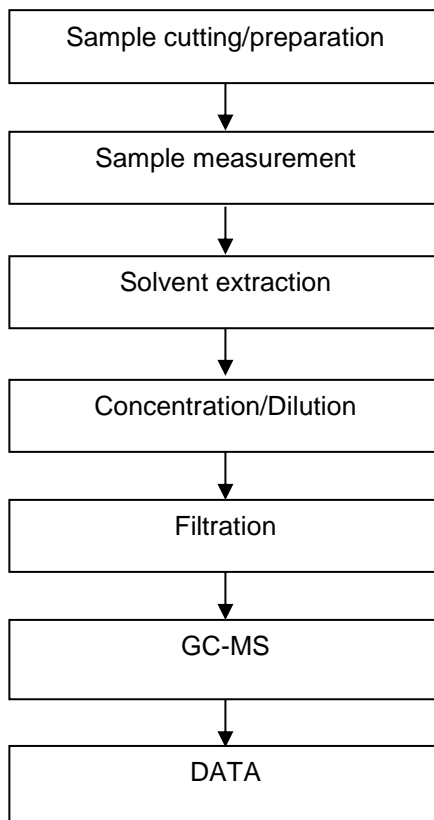 Sample cutting/preparation
Sample measurement
Solvent extraction
Concentration/Dilution
Filtration
GC-MS
DATA